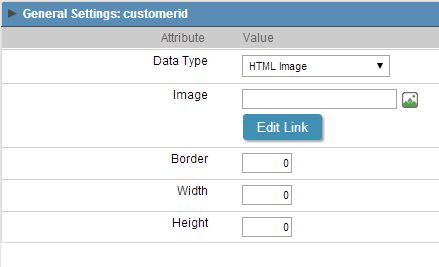 General Settings: customerid
Attribute Value
Data Type HTML Image
Image
Edit Link
Border 0
Width 0
Height 0